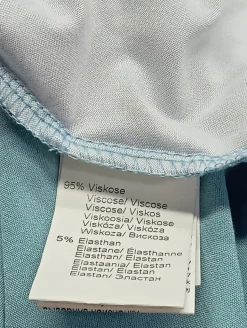 95% Viskose
Viscose/ Viscose
Viscose/ Viskos
Viskoosia/ Viskose
Viskóza/ Viskóza
Wiskoza/ Вискоза
5% Elasthan
Elastane/ Élasthanne
Elasthan/ Elastan
Elastaania/ Elastan
Elastan/ Elastan
Elastan/ Эластан